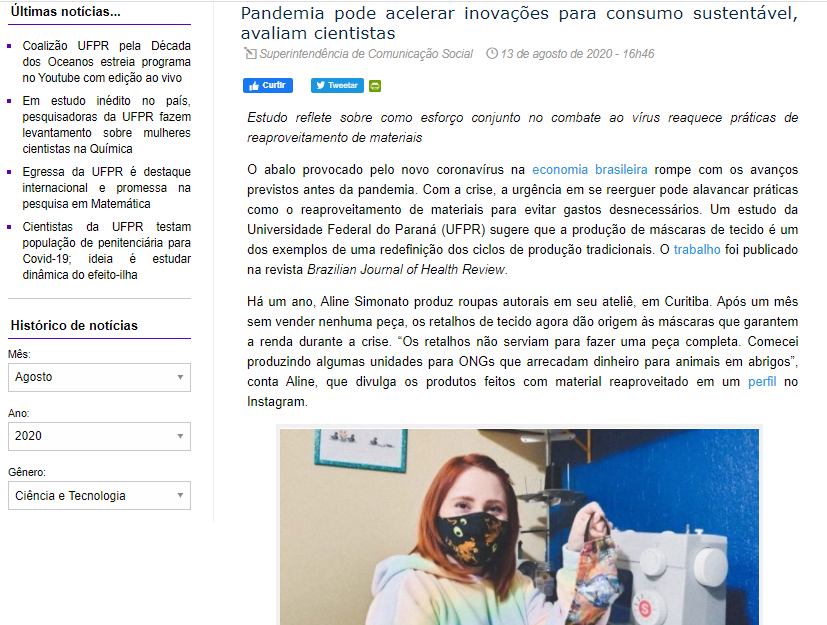 Últimas notícias...
Coalizão UFPR pela Década
dos Oceanos estreia programa
no Youtube com edição ao vivo
Em estudo inédito no país,
pesquisadoras da UFPR fazem
levantamento sobre mulheres
cientistas na Química
Egressa da UFPR é destaque
internacional e promessa na
pesquisa em Matemática
Cientistas da UFPR testam
população de penitenciária para
Covid-19; ideia é estudar
dinâmica do efeito-ilha
Histórico de notícias
Mês:
Agosto
Ano:
2020
Gênero:
Ciência e Tecnologia
Pandemia pode acelerar inovações para consumo sustentável,
avaliam cientistas
Superintendência de Comunicação Social 13 de agosto de 2020 - 16h46
Curtir Tweetar
Estudo reflete sobre como esforço conjunto no combate ao vírus reaquece práticas de
reaproveitamento de materiais
O abalo provocado pelo novo coronavírus na economia brasileira rompe com os avanços
previstos antes da pandemia. Com a crise, a urgência em se reerguer pode alavancar práticas
como o reaproveitamento de materiais para evitar gastos desnecessários. Um estudo da
Universidade Federal do Paraná (UFPR) sugere que a produção de máscaras de tecido é um
dos exemplos de uma redefinição dos ciclos de produção tradicionais. O trabalho foi publicado
na revista Brazilian Journal of Health Review.
Há um ano, Aline Simonato produz roupas autorais em seu ateliê, em Curitiba. Após um mês
sem vender nenhuma peça, os retalhos de tecido agora dão origem às máscaras que garantem
a renda durante a crise. “Os retalhos não serviam para fazer uma peça completa. Comecei
produzindo algumas unidades para ONGs que arrecadam dinheiro para animais em abrigos”,
conta Aline, que divulga os produtos feitos com material reaproveitado em um perfil no
Instagram.